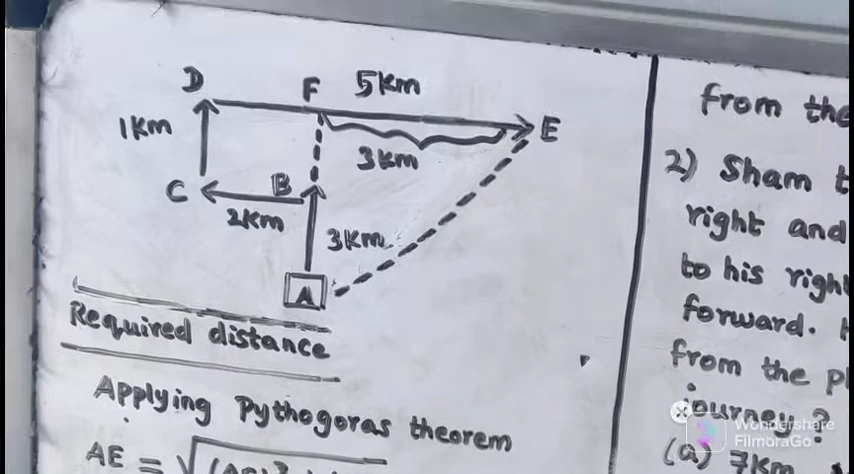 D F 5km
1km E
3km
C B
2km
3km
A
Required distance
Applying Pythogoras theorem
AE = √
from the
2) Sham
right and
to his right
forward.
from the
journey?
(a) 7km
Wondershare
FilmoraGo